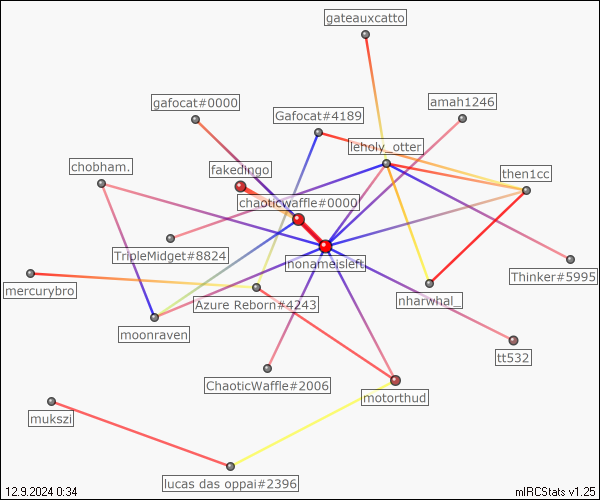 gateauxcatto
gafocat#0000
amah1246
Gafocat#4189
leholy_otter
chobham.
fakedingo
then1cc
chaoticwaffle#0000
TripleMidget#8824
nonameisleft
Thinker#5995
mercurybro
Azure Reborn#4243
nharwhal_
moonraven
tt532
ChaoticWaffle#2006
motorthud
mukszi
lucas das oppai#2396
12.9.2024 0:34
mIRCStats v1.25